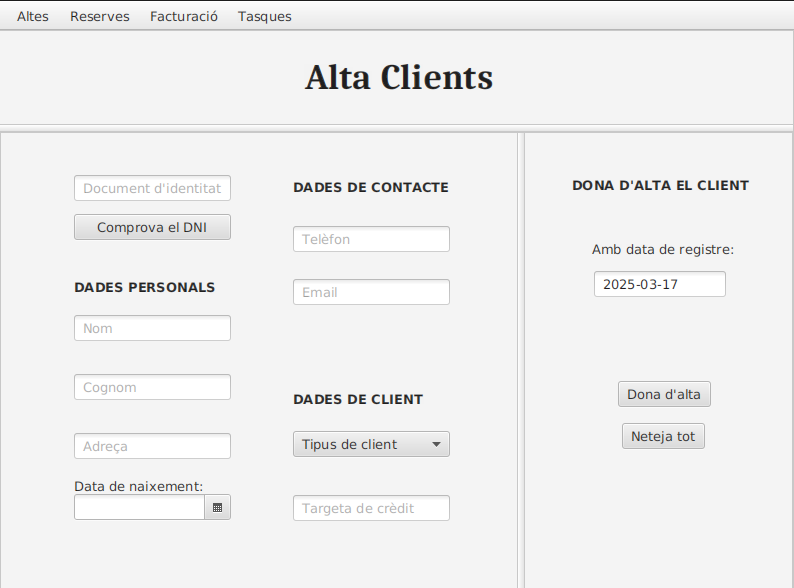 Altes Reserves Facturació Tasques
Alta Clients
Document d'identitat
Comprova el DNI
DADES PERSONALS
Nom
Cognom
Adreça
Data de naixement:
DADES DE CONTACTE
Telèfon
Email
DADES DE CLIENT
Tipus de client
Targeta de crèdit
DONA D'ALTA EL CLIENT
Amb data de registre:
2025-03-17
Dona d'alta
Neteja tot